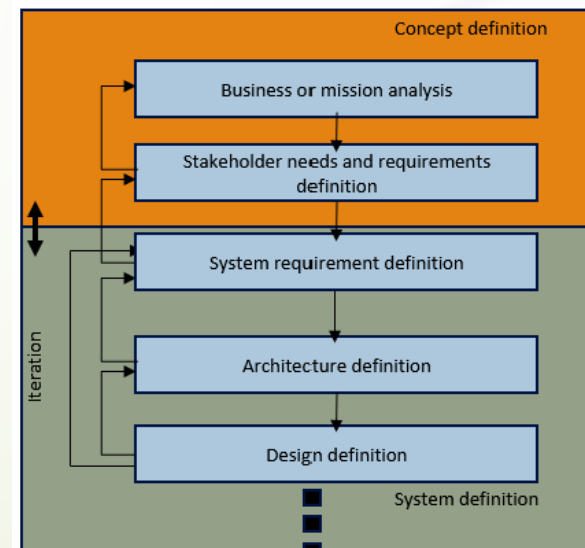 Concept definition
Business or mission analysis
Stakeholder needs and requirements
definition
System requirement definition
Architecture definition
Iteration
Design definition
System definition